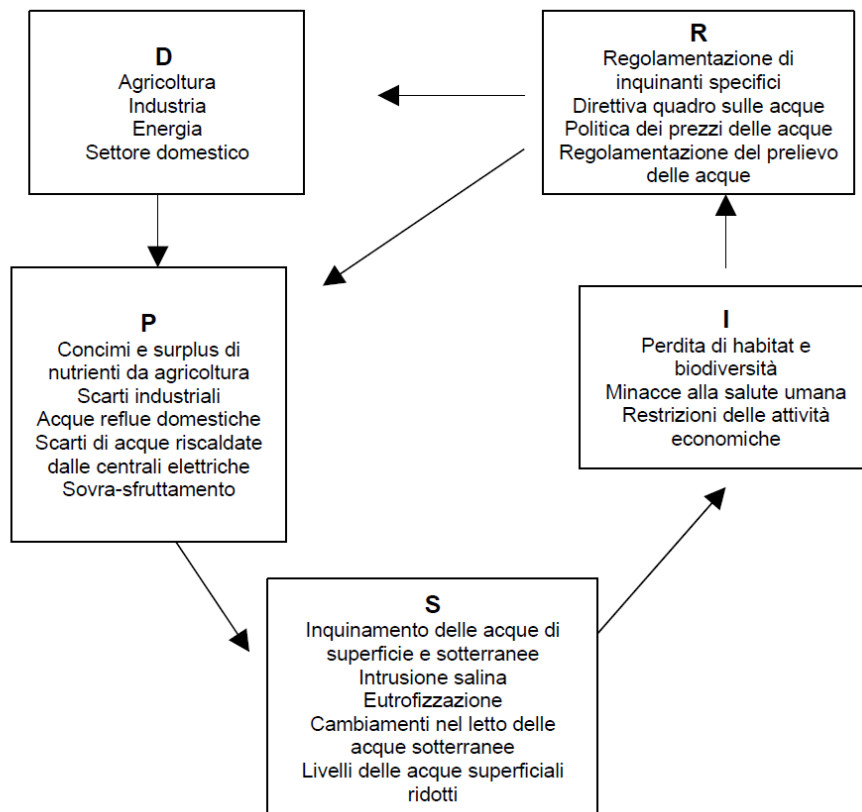 D
Agricoltura
Industria
Energia
Settore domestico
R
Regolamentazione di
inquinanti specifici
Direttiva quadro sulle acque
Politica dei prezzi delle acque
Regolamentazione del prelievo
delle acque
P
Concimi e surplus di
nutrienti da agricoltura
Scarti industriali
Acque reflue domestiche
Scarti di acque riscaldate
dalle centrali elettriche
Sovra-sfruttamento
I
Perdita di habitat e
biodiversità
Minacce alla salute umana
Restrizioni delle attività
economiche
S
Inquinamento delle acque di
superficie e sotterranee
Intrusione salina
Eutrofizzazione
Cambiamenti nel letto delle
acque sotterranee
Livelli delle acque superficiali
ridotti